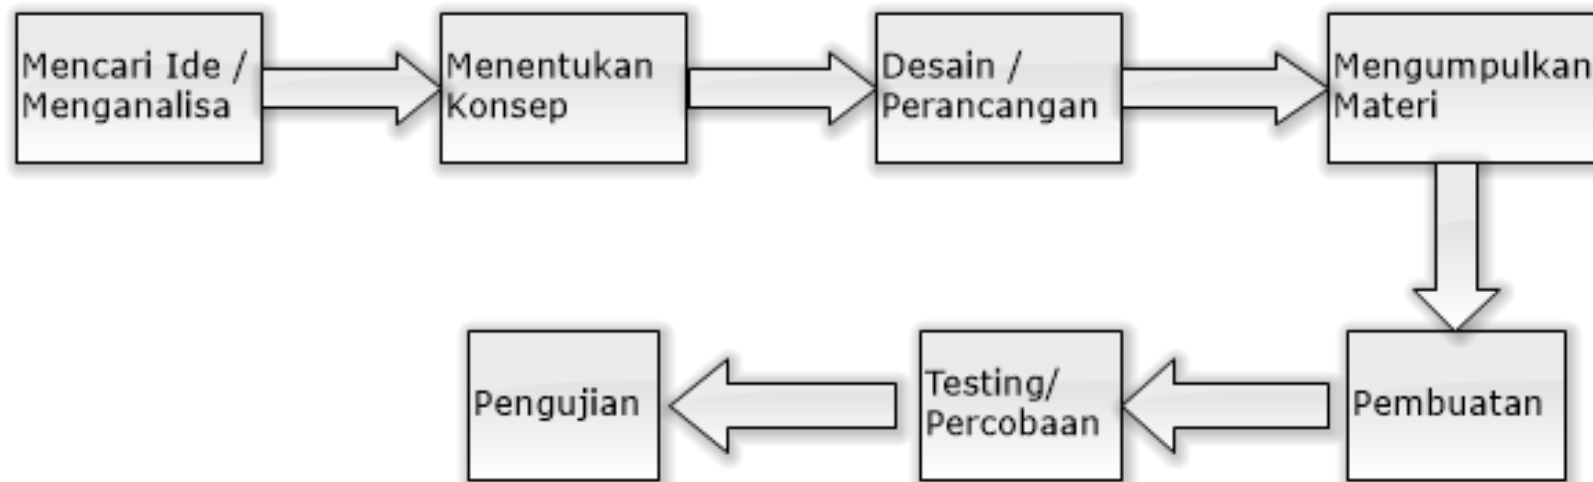 Mencari Ide /
Menganalisa
Menentukan
Konsep
Desain /
Perancangan
Mengumpulkan
Materi
Pembuatan
Testing/
Percobaan
Pengujian